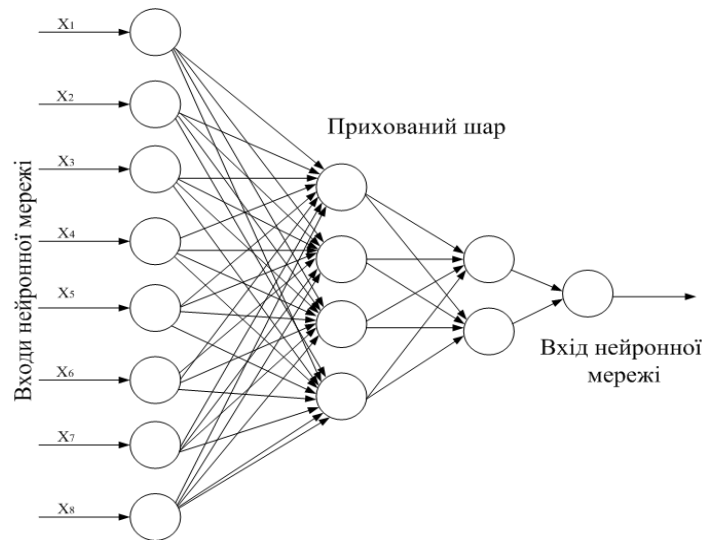 X1
X2
X3
X4
X5
X6
X7
X8
Входи нейронної мережі
Прихований шар
Вхід нейронної
мережі